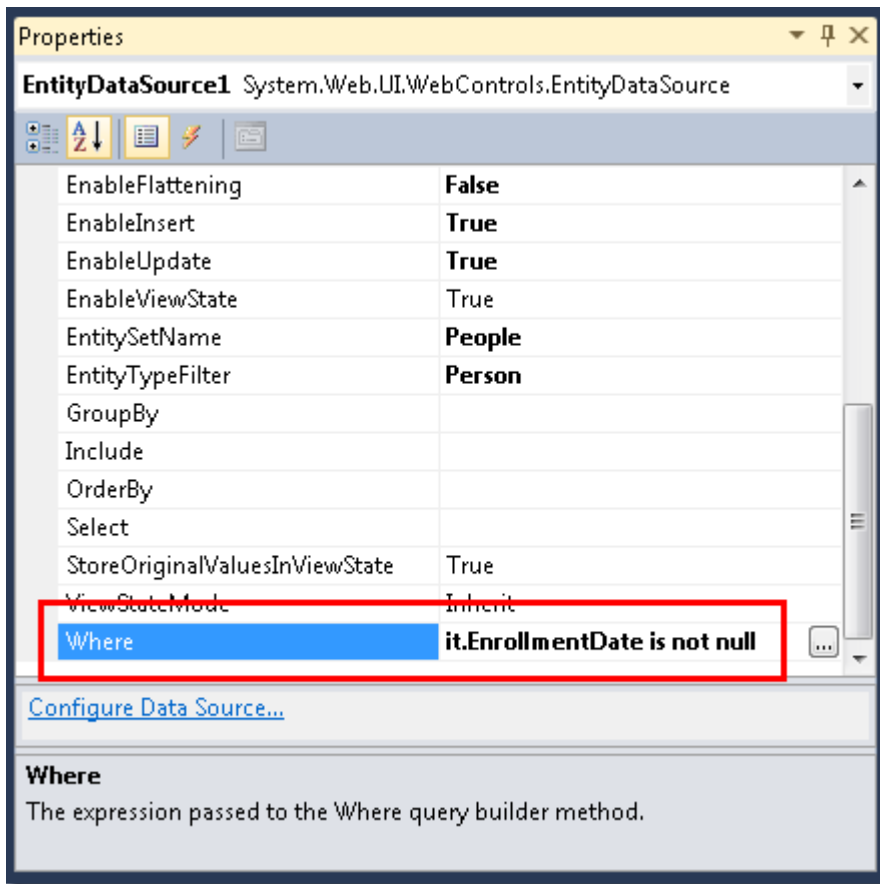 Properties
EntityDataSource1 System.Web.UI.WebControls.EntityDataSource
EnableFlattening False
EnableInsert True
EnableUpdate True
EnableViewState True
EntitySetName People
EntityTypeFilter Person
GroupBy
Include
OrderBy
Select
StoreOriginalValuesInViewState True
ViewStateMode Inherit
Where it.EnrollmentDate is not null ...
Configure Data Source...
Where
The expression passed to the Where query builder method.